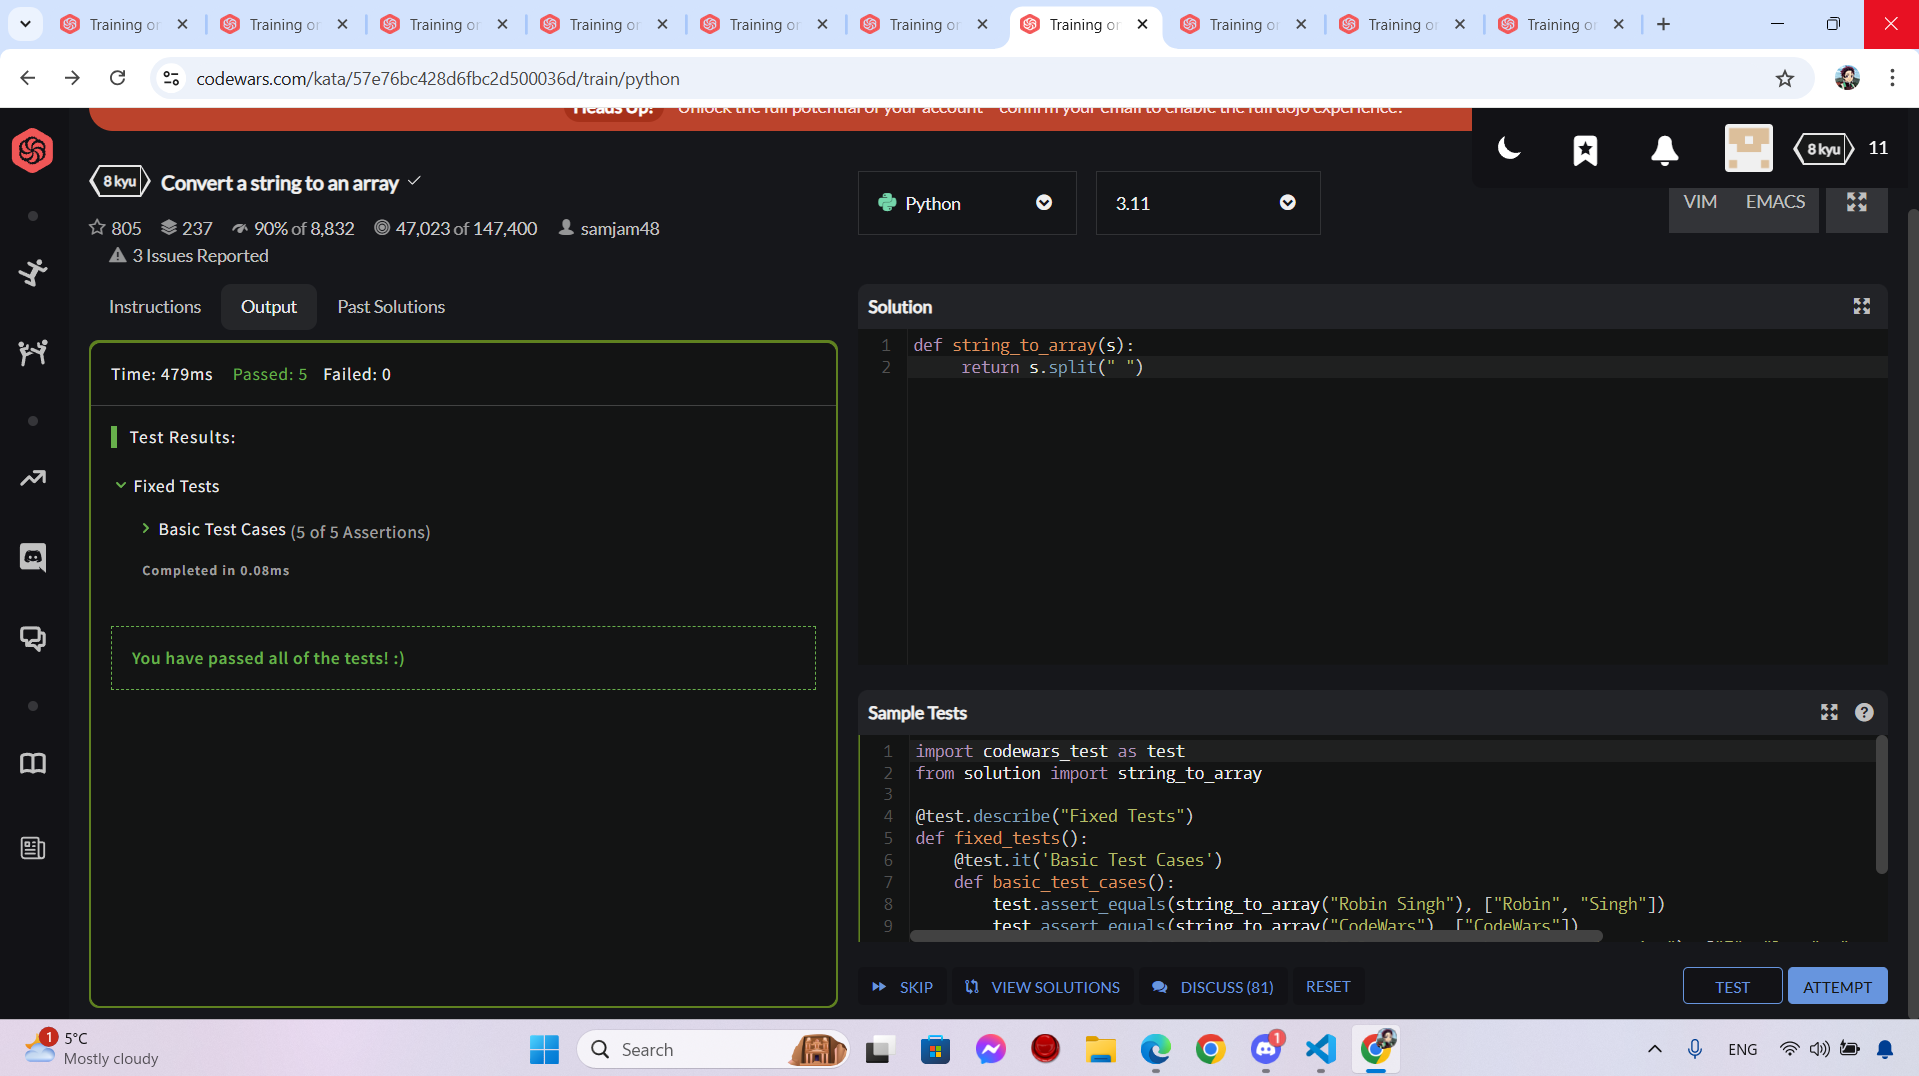 Training or
Training or
Training or
Training or
Training or
Training or
Training or
Training or
Training or
Training or
codewars.com/kata/57e76bc428d6fbc2d500036d/train/python
Heads Up! Unlock the full potential of your account - confirm your email to enable the full dojo experience.
8 kyu
11
8 kyu
Convert a string to an array
805
237
90% of 8,832
47,023 of 147,400
samjam48
3 Issues Reported
Python
3.11
VIM
EMACS
Instructions
Output
Past Solutions
Time: 479ms
Passed: 5
Failed: 0
Test Results:
Fixed Tests
Basic Test Cases (5 of 5 Assertions)
Completed in 0.08ms
You have passed all of the tests! :)
Solution
1 def string_to_array(s):
2 return s.split(" ")
Sample Tests
?
1 import codewars_test as test
2 from solution import string_to_array
3
4 @test.describe("Fixed Tests")
5 def fixed_tests():
6 @test.it('Basic Test Cases')
7 def basic_test_cases():
8 test.assert_equals(string_to_array("Robin Singh"), ["Robin", "Singh"])
9 test.assert_equals(string_to_array("CodeWars"), ["CodeWars"])
SKIP
VIEW SOLUTIONS
DISCUSS (81)
RESET
TEST
ATTEMPT
1
5°C
Mostly cloudy
Search
1
ENG